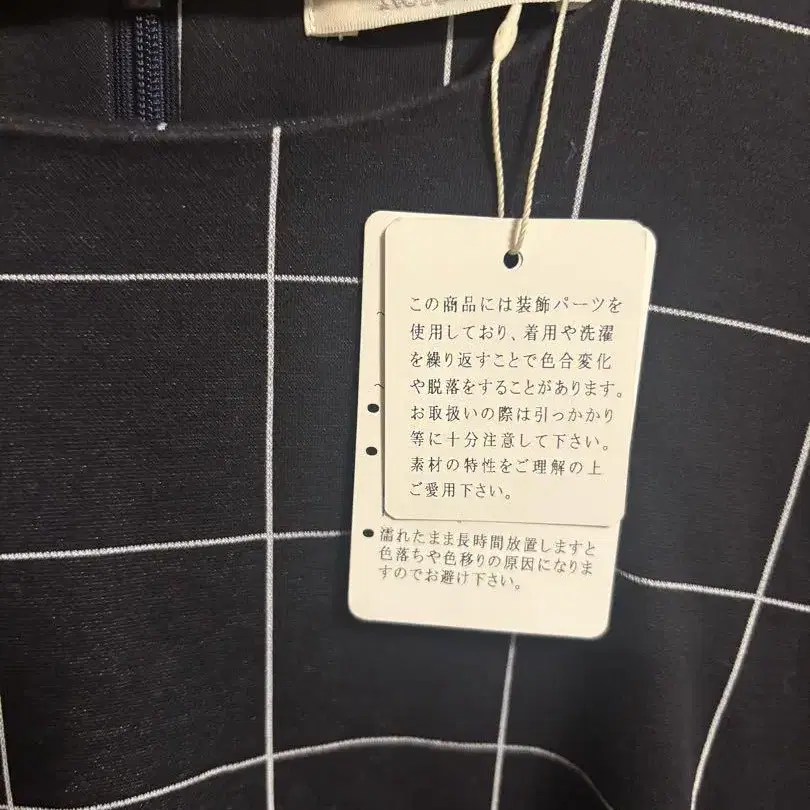 この商品には装飾パーツを
使用しており、着用や洗濯
を繰り返すことで色合変化
や脱落をすることがあります。
お取扱いの際は引っかかり
等に十分注意して下さい。
素材の特性をご理解の上
ご愛用下さい。
●濡れたまま長時間放置しますと
色落ちや色移りの原因になりま
すのでお避け下さい。